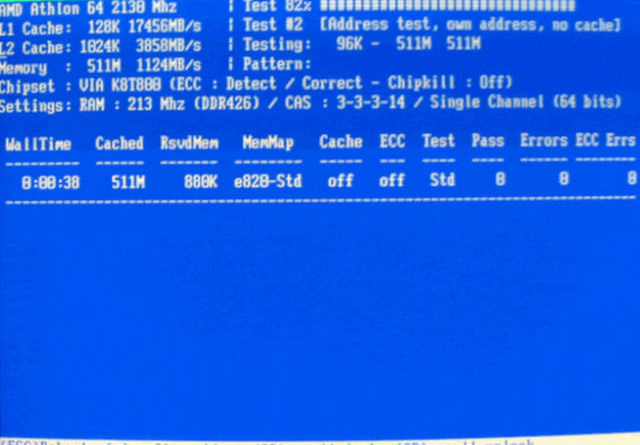 AMD Athlon 64 2130 Mhz | Test 82% ################################
L1 Cache: 128K 17456MB/s | Test #2 [Address test, own address, no cache]
L2 Cache: 1024K 3858MB/s | Testing: 96K - 511M 511M
Memory : 511M 1124MB/s | Pattern:
Chipset : VIA K8T800 (ECC : Detect / Correct - Chipkill : Off)
Settings: RAM : 213 Mhz (DDR426) / CAS : 3-3-3-14 / Single Channel (64 bits)
WallTime Cached RsvdMem MemMap Cache ECC Test Pass Errors ECC Errs
0:00:38 511M 880K e820-Std off off Std 0 0 0